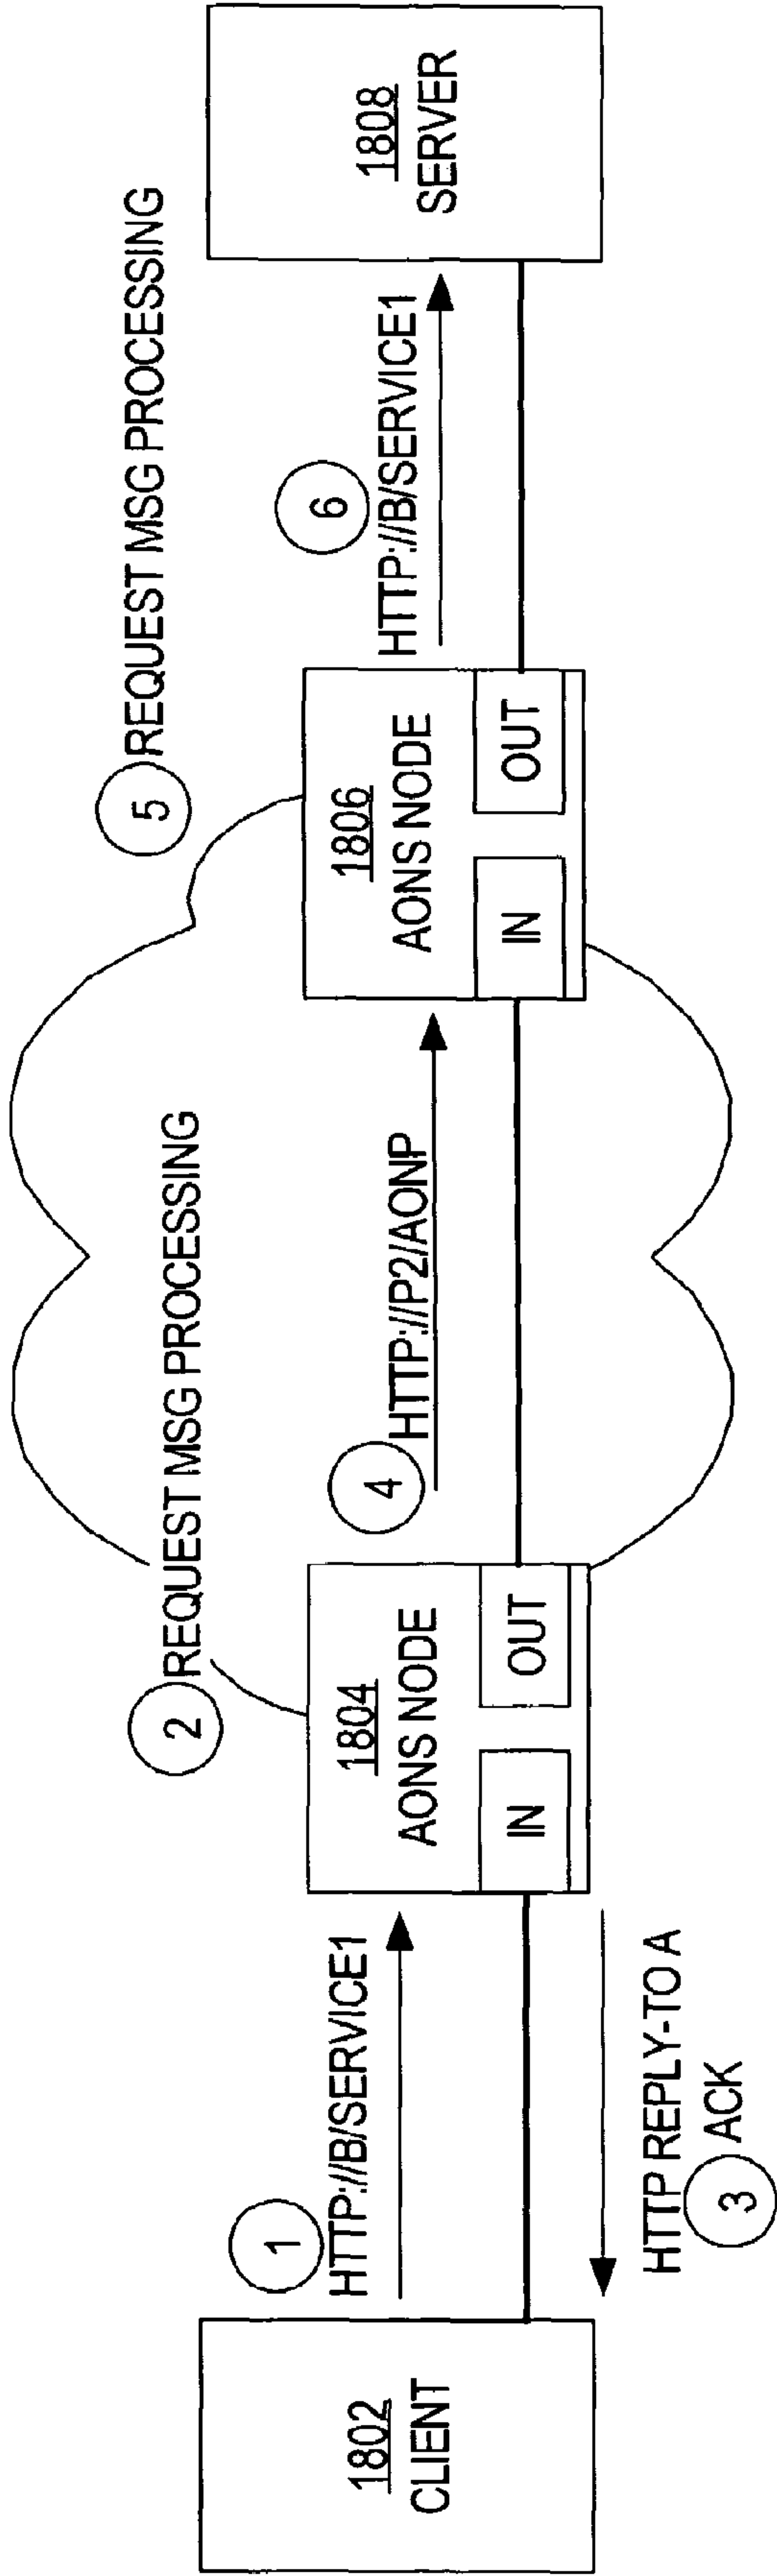 1802
CLIENT
1
HTTP://B/SERVICE1
HTTP REPLY-TO A
3 ACK
2 REQUEST MSG PROCESSING
1804
AONS NODE
IN
OUT
4
HTTP://P2/AONP
5 REQUEST MSG PROCESSING
1806
AONS NODE
IN
OUT
6
HTTP://B/SERVICE1
1808
SERVER